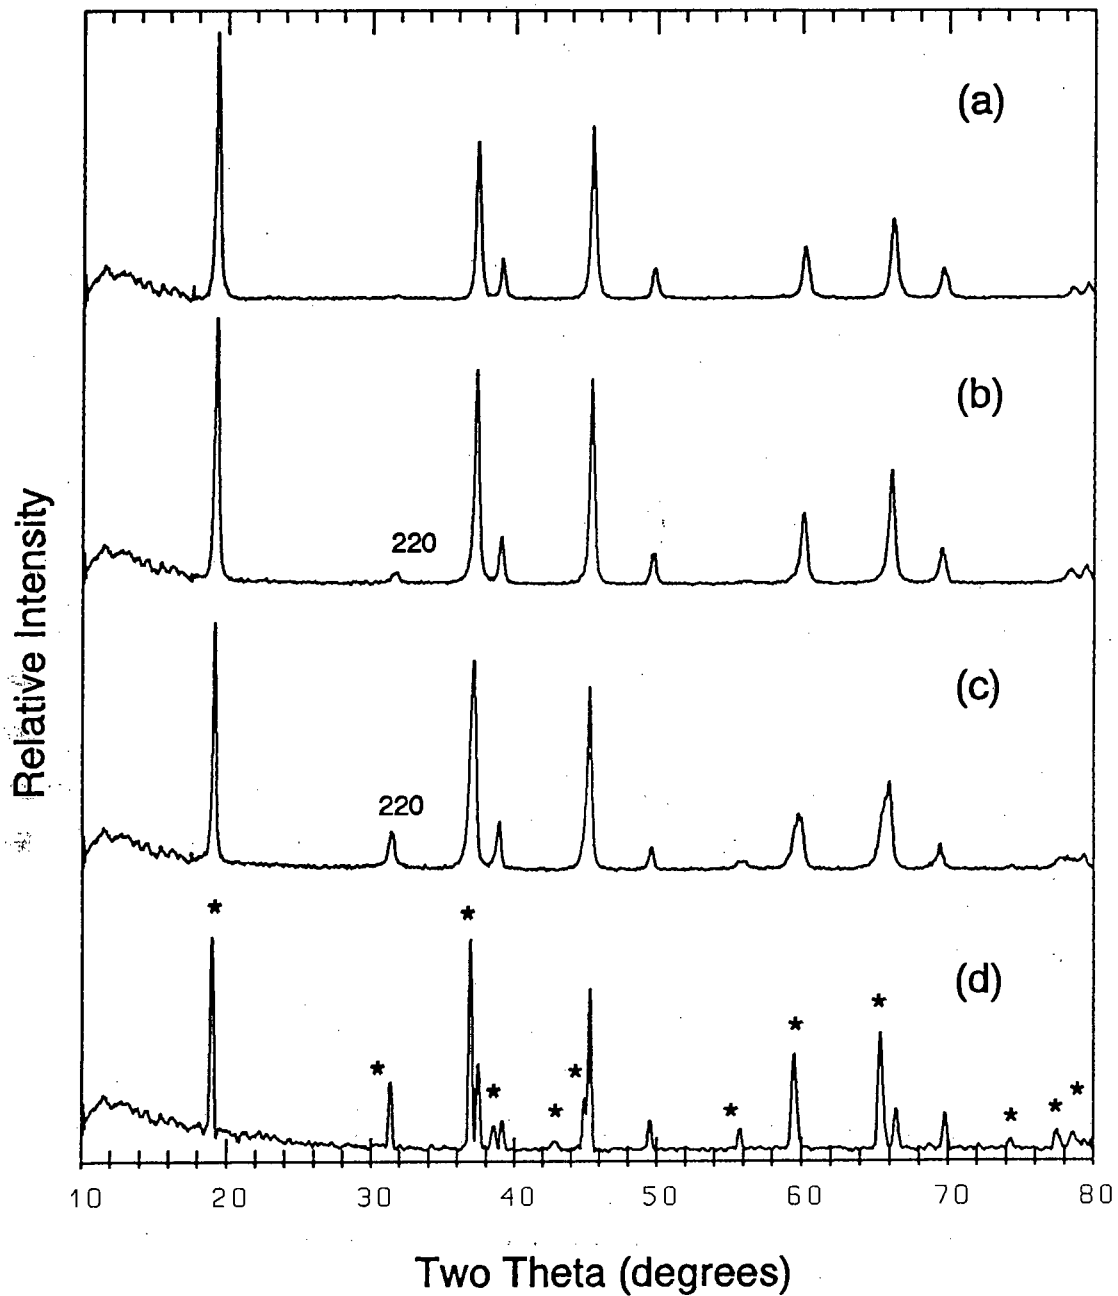 (a)
(b)
220
(c)
220
* *
(d)
* * * * * * * * * *
10 20 30 40 50 60 70 80
Two Theta (degrees)
Relative Intensity